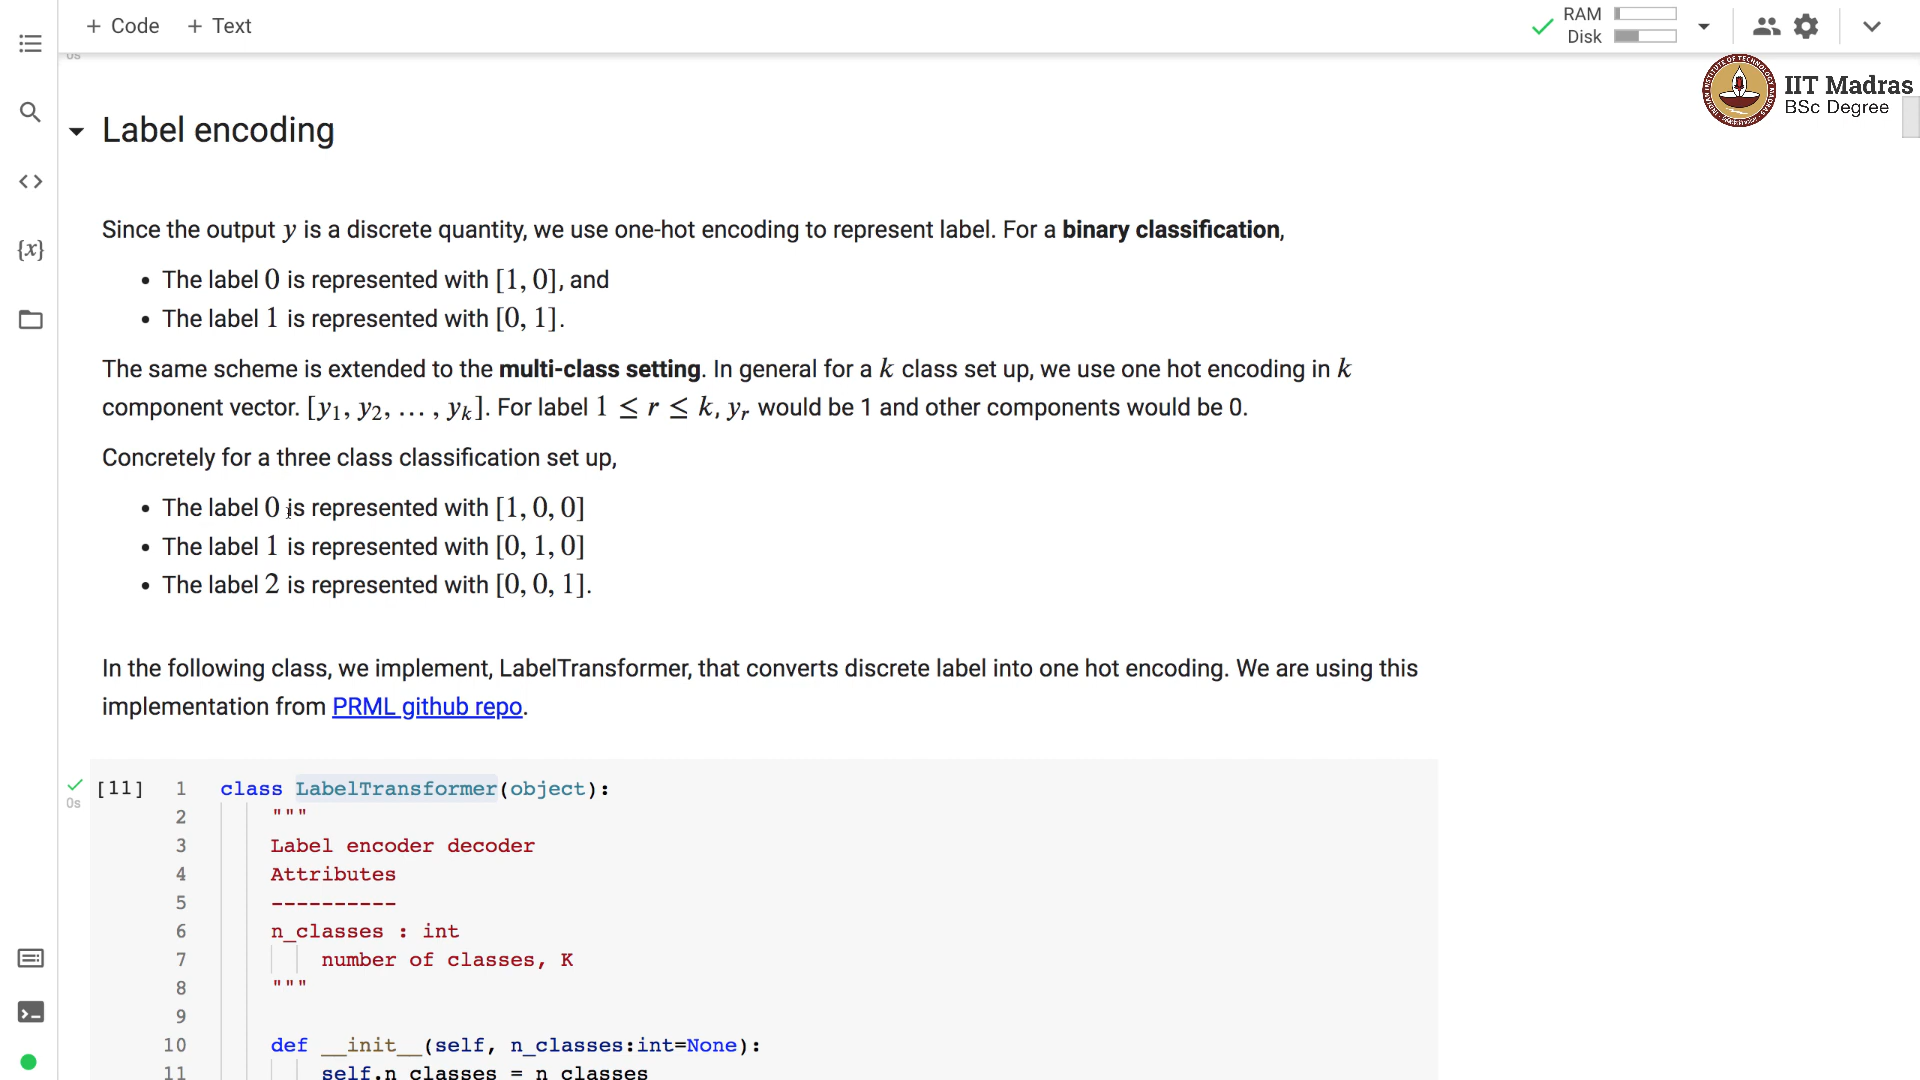 + Code + Text
RAM
Disk
0s
IIT Madras
BSc Degree
Label encoding
Since the output y is a discrete quantity, we use one-hot encoding to represent label. For a binary classification,
• The label 0 is represented with [1, 0], and
• The label 1 is represented with [0, 1].
The same scheme is extended to the multi-class setting. In general for a k class set up, we use one hot encoding in k
component vector. [y₁, y₂, … , yₖ]. For label 1 ≤ r ≤ k, yᵣ would be 1 and other components would be 0.
Concretely for a three class classification set up,
• The label 0 is represented with [1, 0, 0]
• The label 1 is represented with [0, 1, 0]
• The label 2 is represented with [0, 0, 1].
In the following class, we implement, LabelTransformer, that converts discrete label into one hot encoding. We are using this
implementation from PRML github repo.
[11] 1 class LabelTransformer(object):
0s
2 """
3 Label encoder decoder
4 Attributes
5 ----------
6 n_classes : int
7 number of classes, K
8 """
9
10 def __init__(self, n_classes:int=None):
11 self.n_classes = n_classes